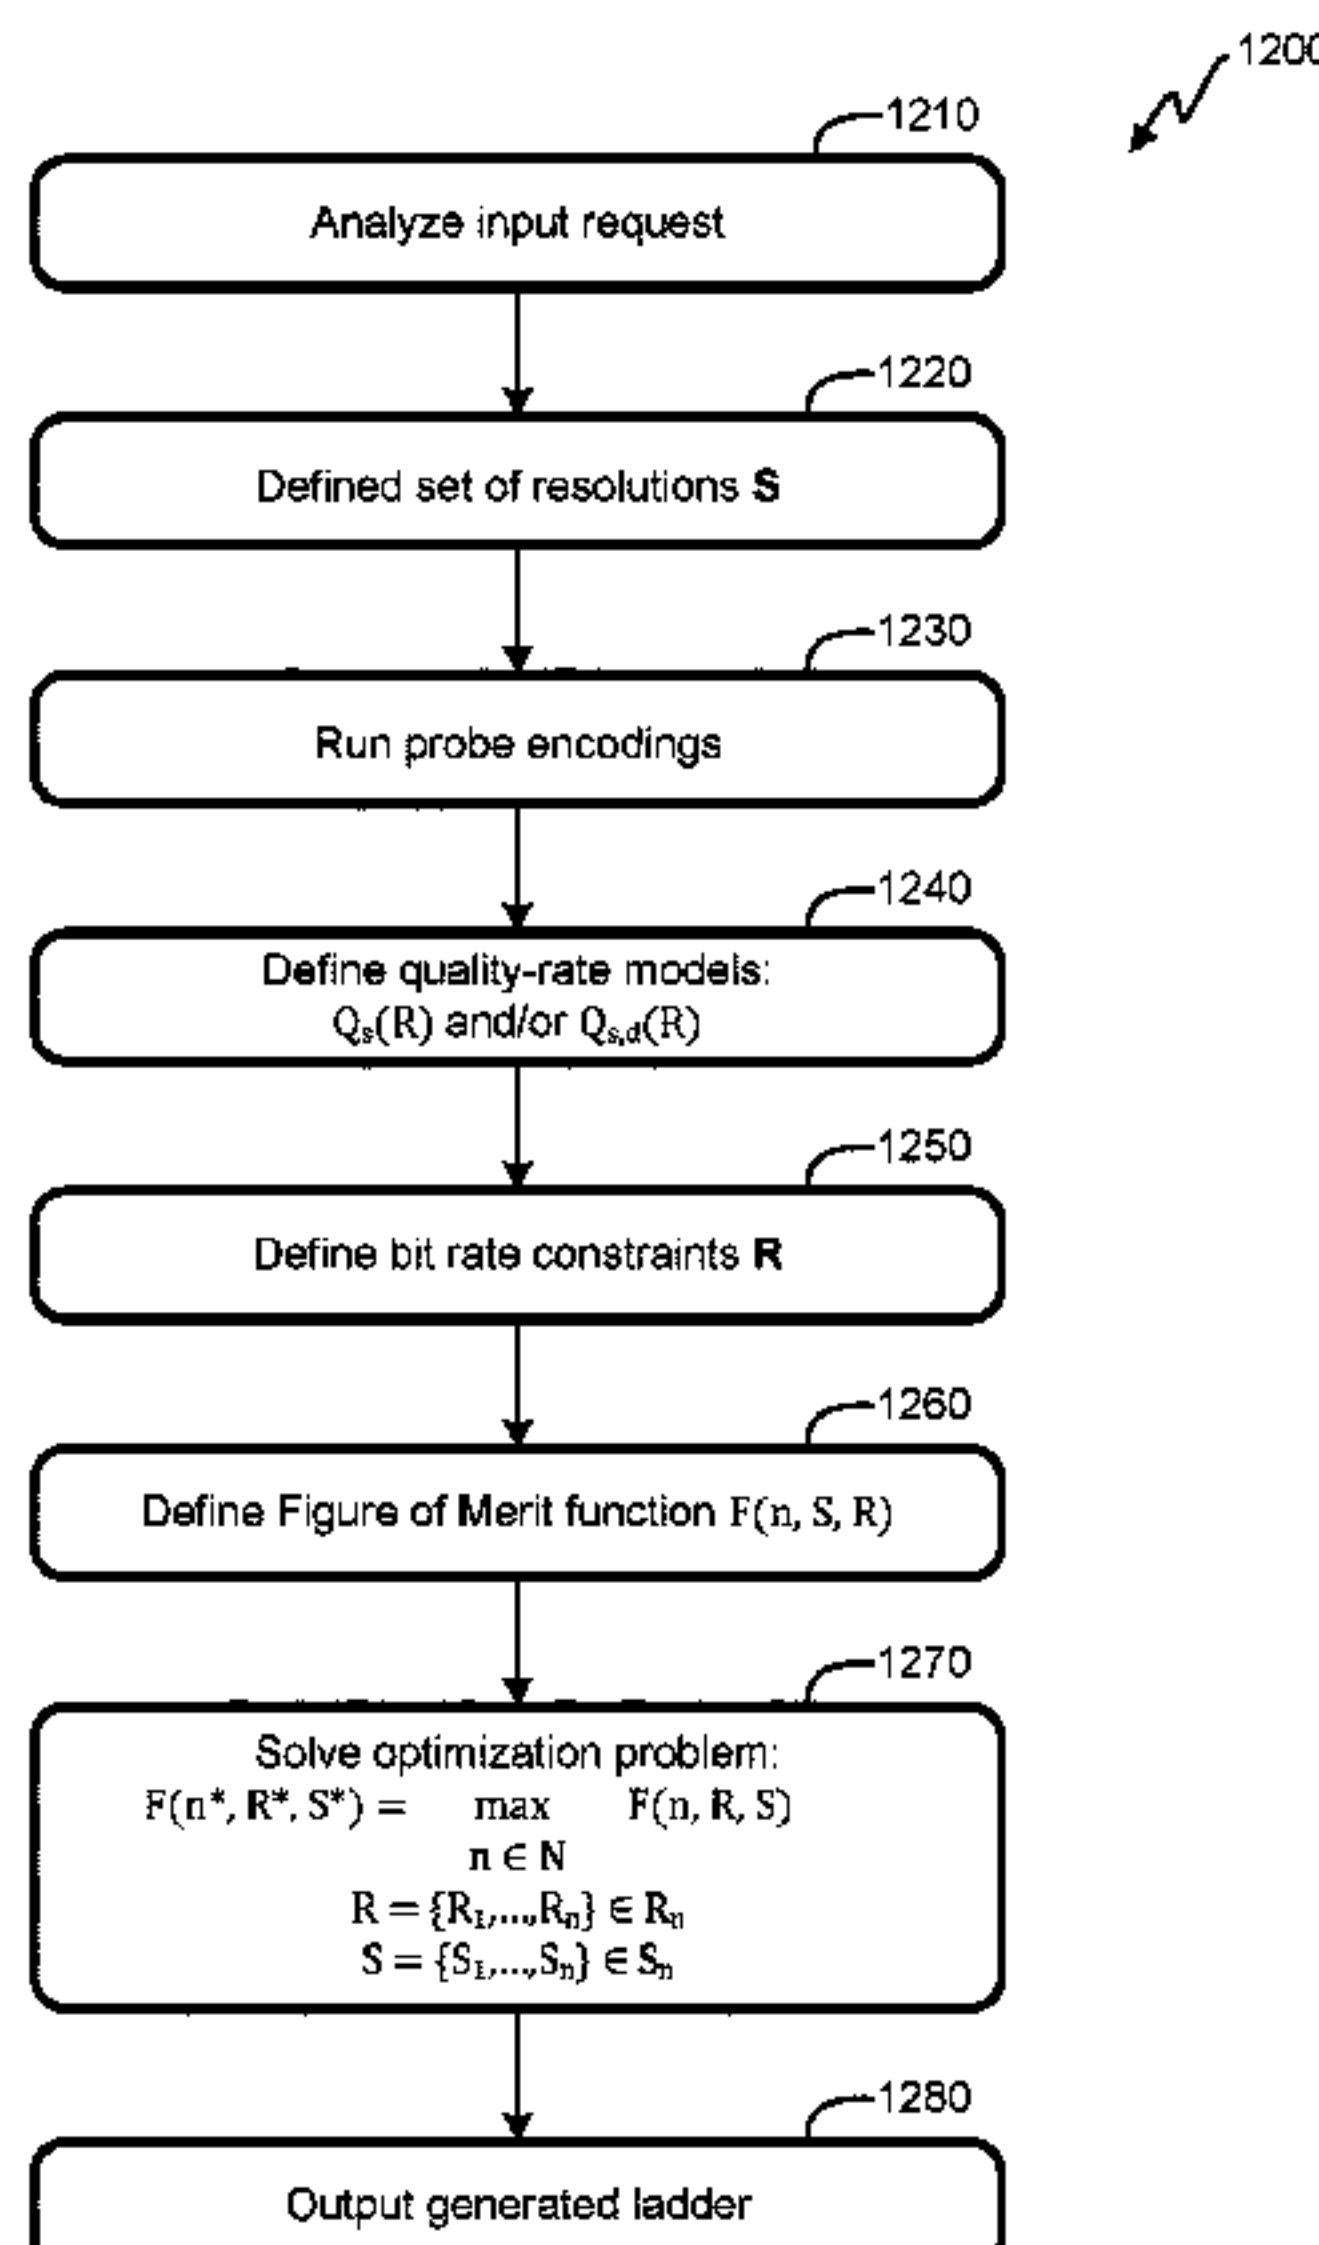 1200
1210
Analyze input request
1220
Defined set of resolutions S
1230
Run probe encodings
1240
Define quality-rate models:
Qs(R) and/or Qs,d(R)
1250
Define bit rate constraints R
1260
Define Figure of Merit function F(n, S, R)
1270
Solve optimization problem:
F(n*, R*, S*) = max F(n, R, S)
n ∈ N
R = {R1,...,Rn} ∈ Rn
S = {S1,...,Sn} ∈ Sn
1280
Output generated ladder